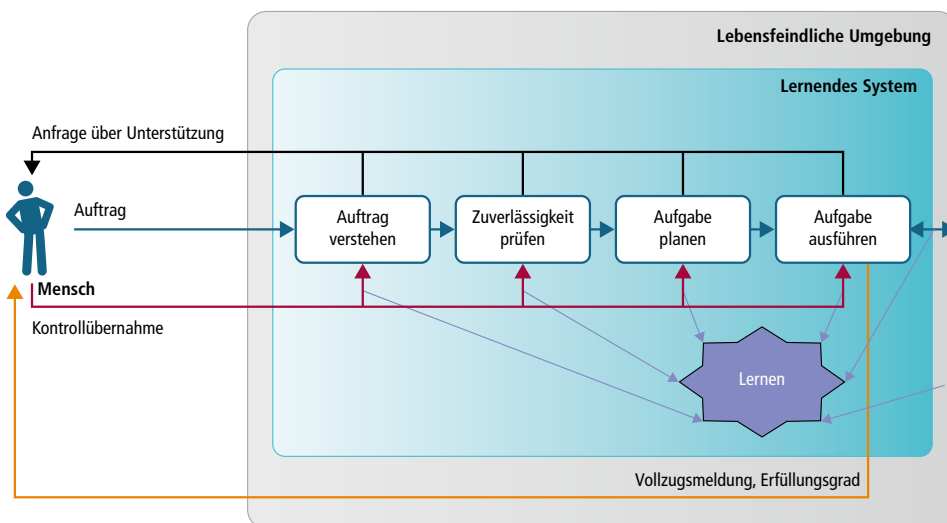 Lebensfeindliche Umgebung
Lernendes System
Anfrage über Unterstützung
Auftrag
Auftrag
verstehen
Zuverlässigkeit
prüfen
Aufgabe
planen
Aufgabe
ausführen
Mensch
Kontrollübernahme
Lernen
Vollzugsmeldung, Erfüllungsgrad